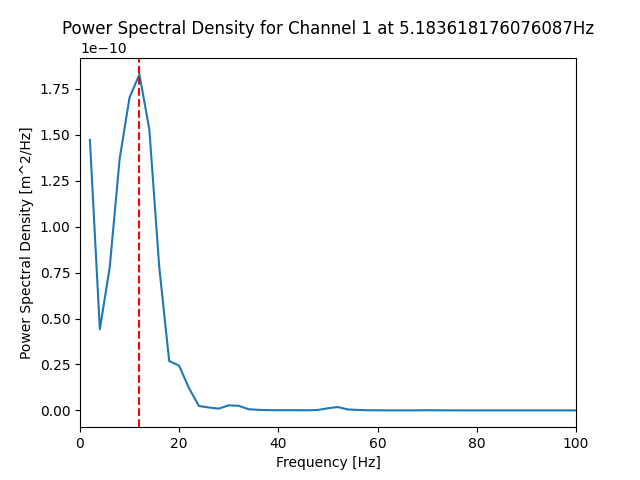 Power Spectral Density for Channel 1 at 5.183618176076087Hz
1e−10
1.75
1.50
1.25
1.00
0.75
0.50
0.25
0.00
Power Spectral Density [m^2/Hz]
0 20 40 60 80 100
Frequency [Hz]